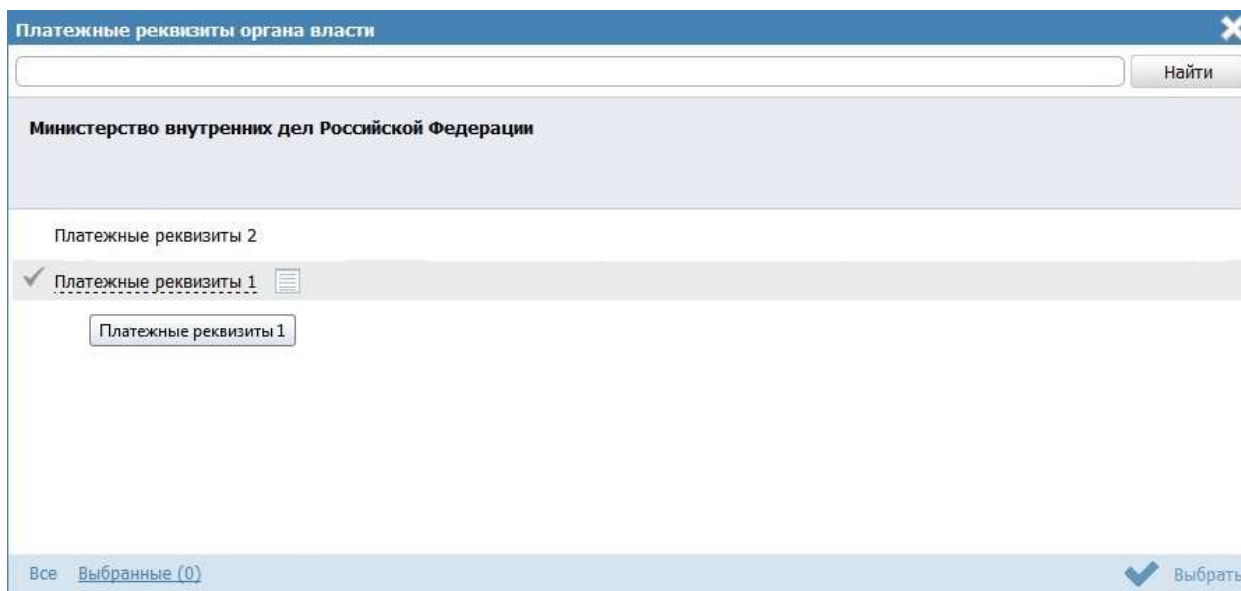 Платежные реквизиты органа власти
Найти
Министерство внутренних дел Российской Федерации
Платежные реквизиты 2
Платежные реквизиты 1
Платежные реквизиты 1
Все Выбранные (0) Выбрать